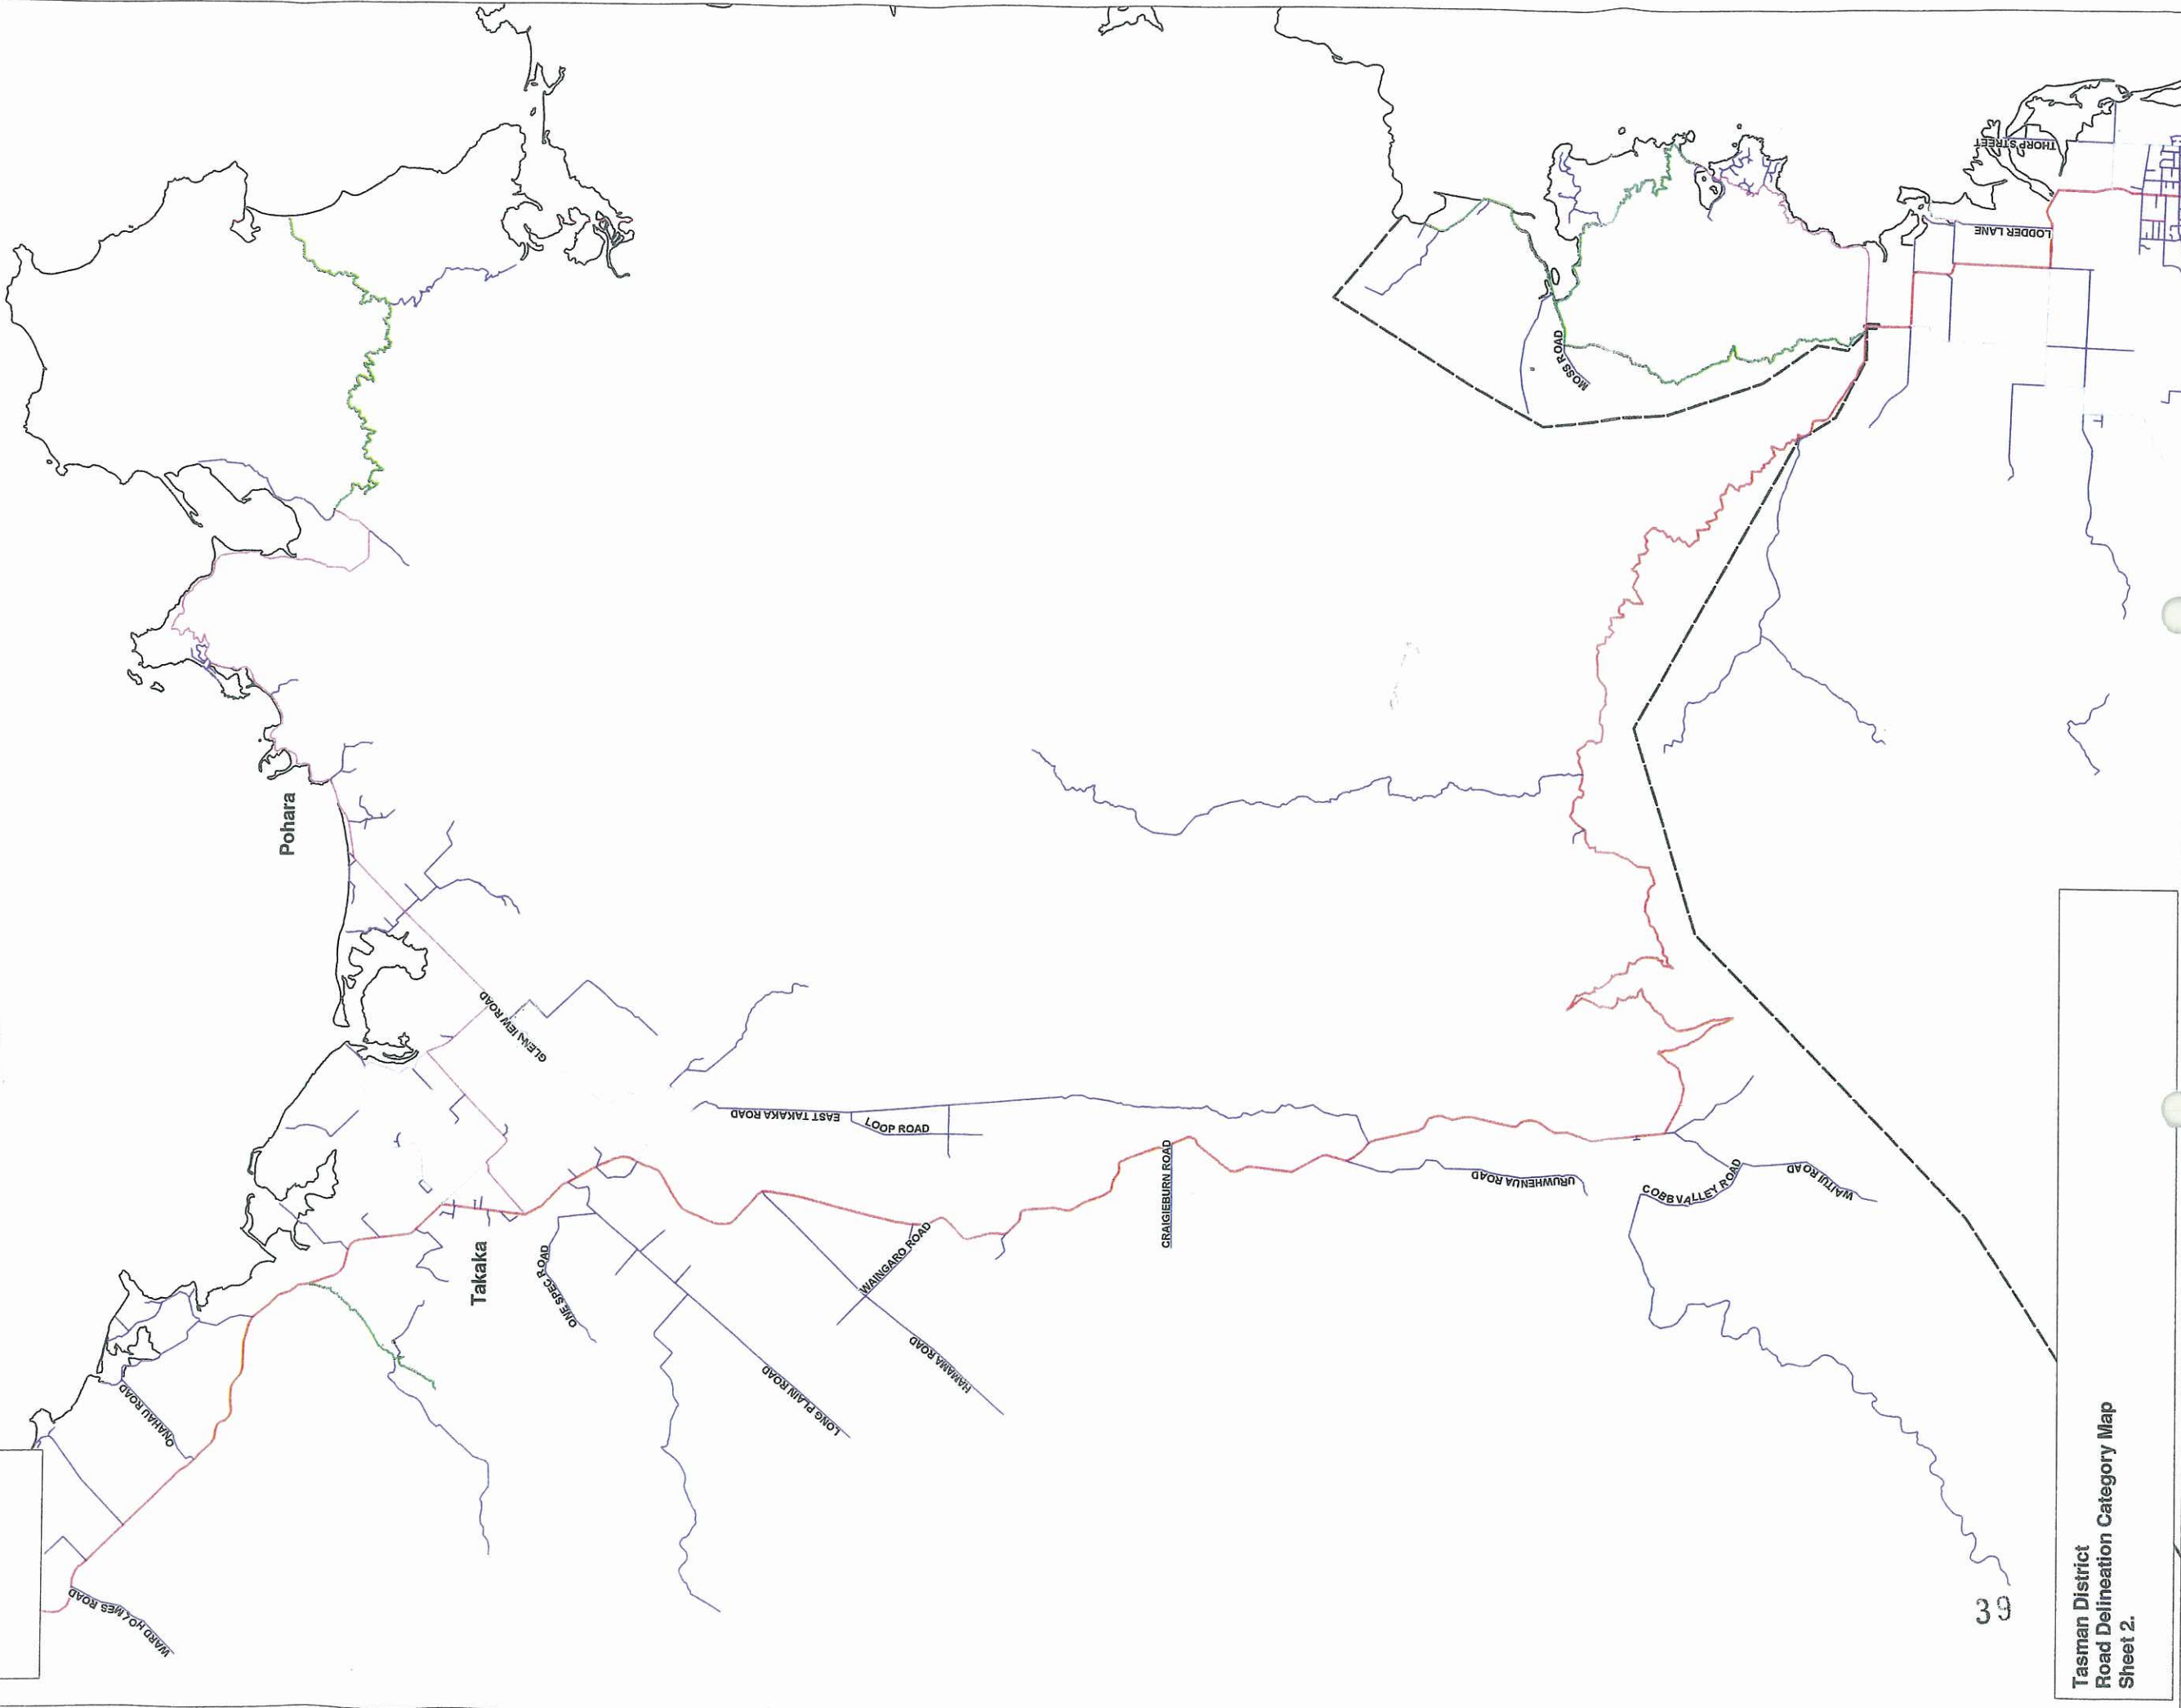 THORP STREET
LODDER LANE
MOSS ROAD
Pohara
GLENVIEW ROAD
EAST TAKAKA ROAD
LOOP ROAD
CRAIGIEBURN ROAD
URUWHENUA ROAD
COBB VALLEY ROAD
WAITUI ROAD
Takaka
ONE SPEC ROAD
WAINGARO ROAD
HAMAMA ROAD
LONG PLAIN ROAD
ONAHAU ROAD
WARD HOLMES ROAD
39
Tasman District
Road Delineation Category Map
Sheet 2.